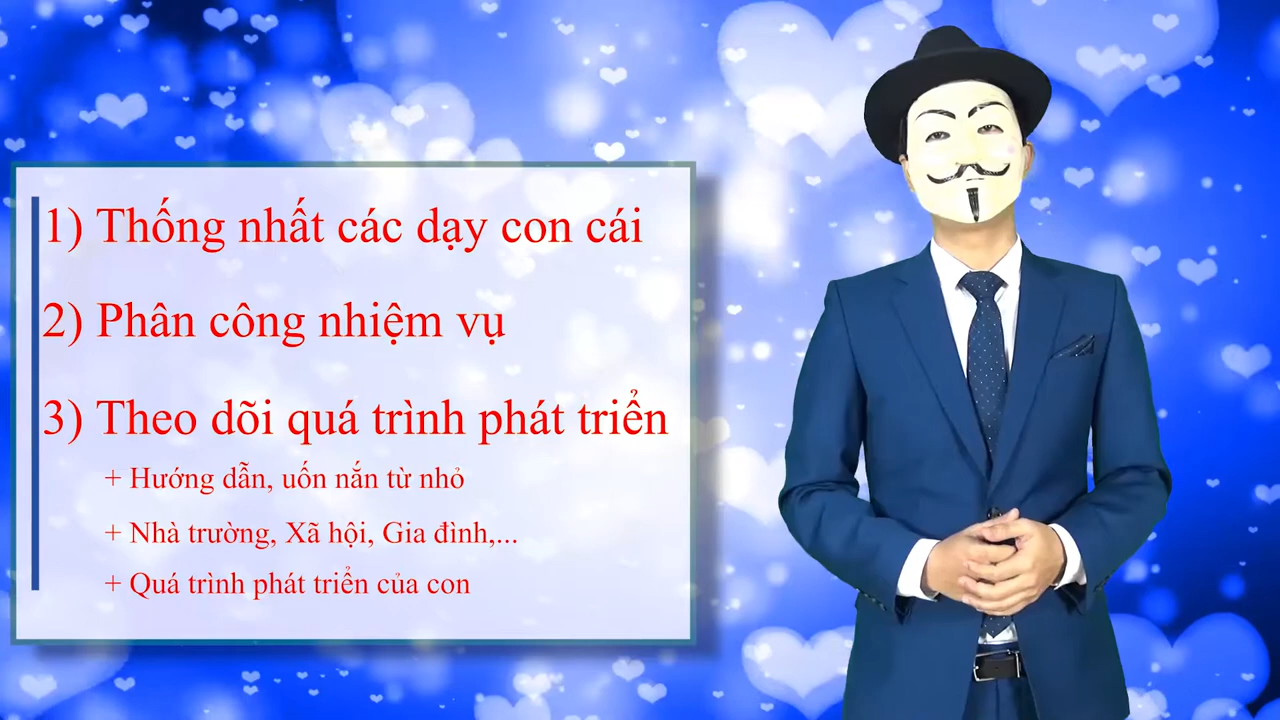 1) Thống nhất các dạy con cái
2) Phân công nhiệm vụ
3) Theo dõi quá trình phát triển
+ Hướng dẫn, uốn nắn từ nhỏ
+ Nhà trường, Xã hội, Gia đình,...
+ Quá trình phát triển của con